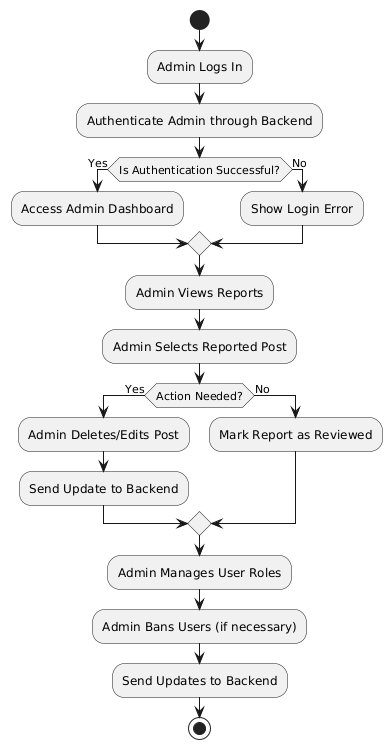 Admin Logs In
Authenticate Admin through Backend
Is Authentication Successful?
Yes
No
Access Admin Dashboard
Show Login Error
Admin Views Reports
Admin Selects Reported Post
Action Needed?
Yes
No
Admin Deletes/Edits Post
Mark Report as Reviewed
Send Update to Backend
Admin Manages User Roles
Admin Bans Users (if necessary)
Send Updates to Backend